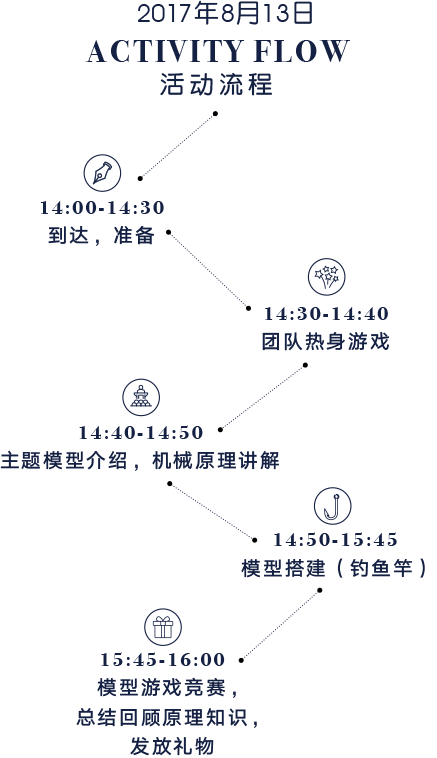 2017年8月13日
ACTIVITY FLOW
活动流程
14:00-14:30
到达，准备
14:30-14:40
团队热身游戏
14:40-14:50
主题模型介绍，机械原理讲解
14:50-15:45
模型搭建（钓鱼竿）
15:45-16:00
模型游戏竞赛，
总结回顾原理知识，
发放礼物